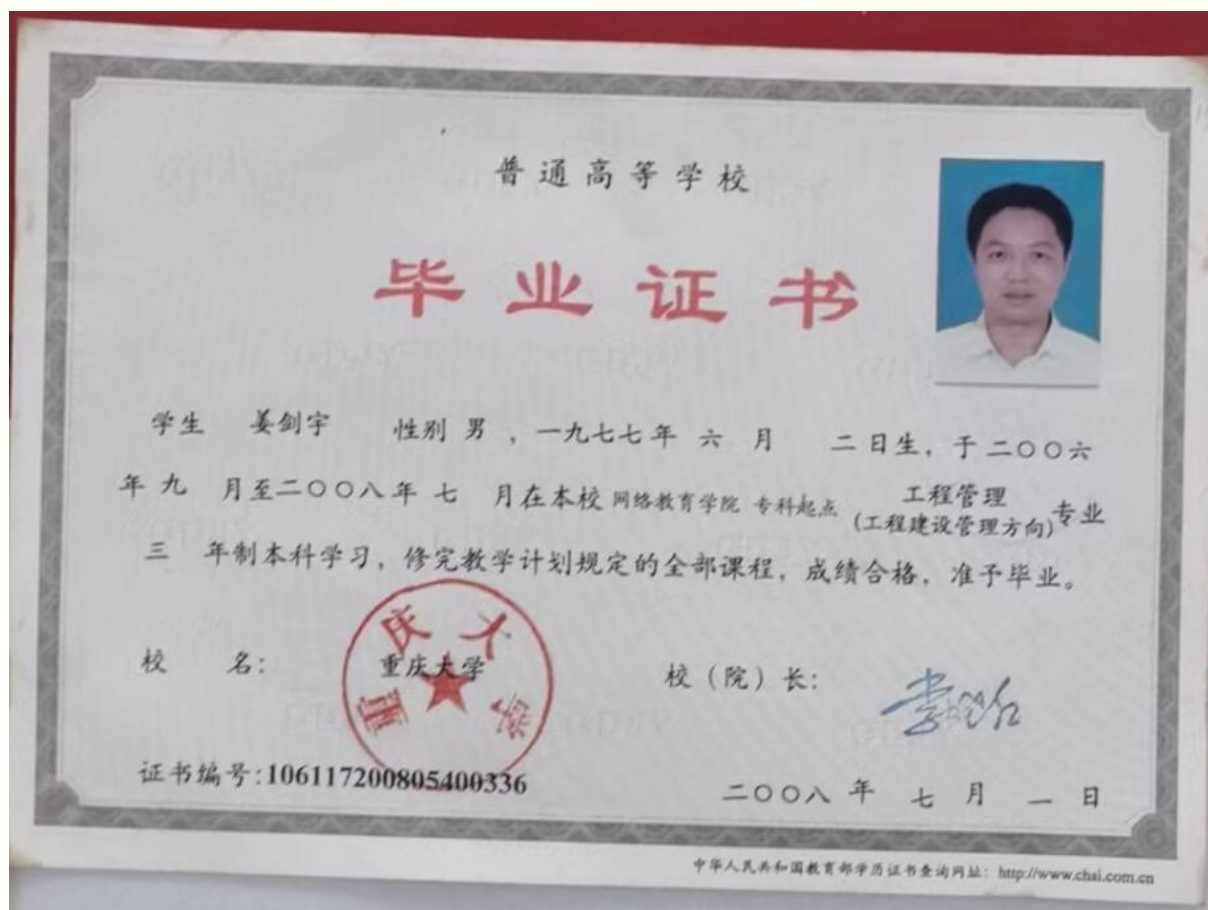 普通高等学校
毕业证书
学生 姜剑宇 性别 男 ，一九七七年 六 月 二日生，于二〇〇六
年 九 月至二〇〇八年 七 月在本校 网络教育学院 专科起点 工程管理
(工程建设管理方向) 专业
三 年制本科学习，修完教学计划规定的全部课程，成绩合格，准予毕业。
校 名： 重庆大学
重庆大学
校（院）长：
证书编号:106117200805400336
二〇〇八 年 七 月 一 日
中华人民共和国教育部学历证书查询网址：http://www.chsi.com.cn